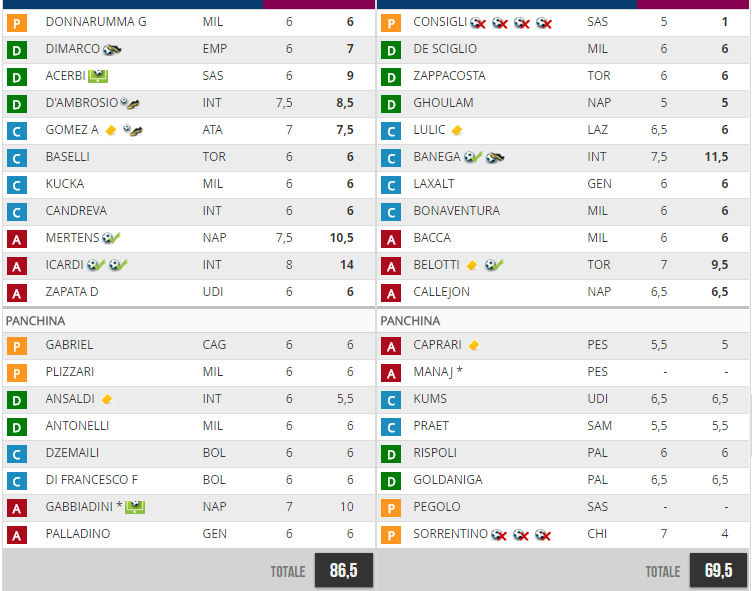 P DONNARUMMA G MIL 6 6
D DIMARCO EMP 6 7
D ACERBI SAS 6 9
D D'AMBROSIO INT 7,5 8,5
C GOMEZ A ATA 7 7,5
C BASELLI TOR 6 6
C KUCKA MIL 6 6
C CANDREVA INT 6 6
A MERTENS NAP 7,5 10,5
A ICARDI INT 8 14
A ZAPATA D UDI 6 6
PANCHINA
P GABRIEL CAG 6 6
P PLIZZARI MIL 6 6
D ANSALDI INT 6 5,5
D ANTONELLI MIL 6 6
C DZEMAILI BOL 6 6
C DI FRANCESCO F BOL 6 6
A GABBIADINI * NAP 7 10
A PALLADINO GEN 6 6
TOTALE 86,5
P CONSIGLI SAS 5 1
D DE SCIGLIO MIL 6 6
D ZAPPACOSTA TOR 6 6
D GHOULAM NAP 5 5
C LULIC LAZ 6,5 6
C BANEGA INT 7,5 11,5
C LAXALT GEN 6 6
C BONAVENTURA MIL 6 6
A BACCA MIL 6 6
A BELOTTI TOR 7 9,5
A CALLEJON NAP 6,5 6,5
PANCHINA
A CAPRARI PES 5,5 5
A MANAJ * PES - -
C KUMS UDI 6,5 6,5
C PRAET SAM 5,5 5,5
D RISPOLI PAL 6 6
D GOLDANIGA PAL 6,5 6,5
P PEGOLO SAS - -
P SORRENTINO CHI 7 4
TOTALE 69,5